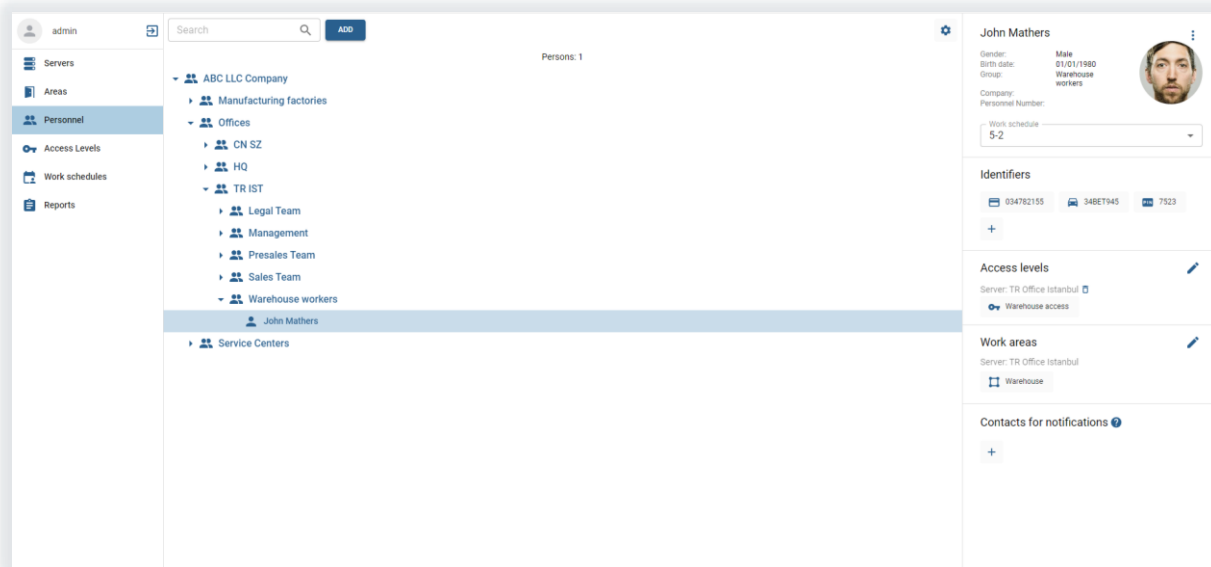 admin
Servers
Areas
Personnel
Access Levels
Work schedules
Reports
Search
ADD
Persons: 1
ABC LLC Company
Manufacturing factories
Offices
CN SZ
HQ
TR IST
Legal Team
Management
Presales Team
Sales Team
Warehouse workers
John Mathers
Service Centers
John Mathers
Gender: Male
Birth date: 01/01/1980
Group: Warehouse
workers
Company:
Personnel Number:
Work schedule
5-2
Identifiers
034782155 34BET945 PIN 7523
+
Access levels
Server: TR Office Istanbul
Warehouse access
Work areas
Server: TR Office Istanbul
Warehouse
Contacts for notifications ?
+